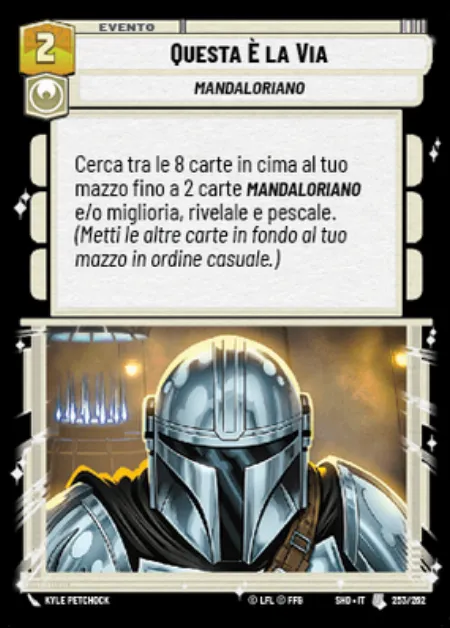 EVENTO
2
QUESTA È LA VIA
MANDALORIANO
Cerca tra le 8 carte in cima al tuo
mazzo fino a 2 carte MANDALORIANO
e/o miglioria, rivelale e pescale.
(Metti le altre carte in fondo al tuo
mazzo in ordine casuale.)
KYLE PETCHOCK
© LFL © FFG
SHD • IT
253/262